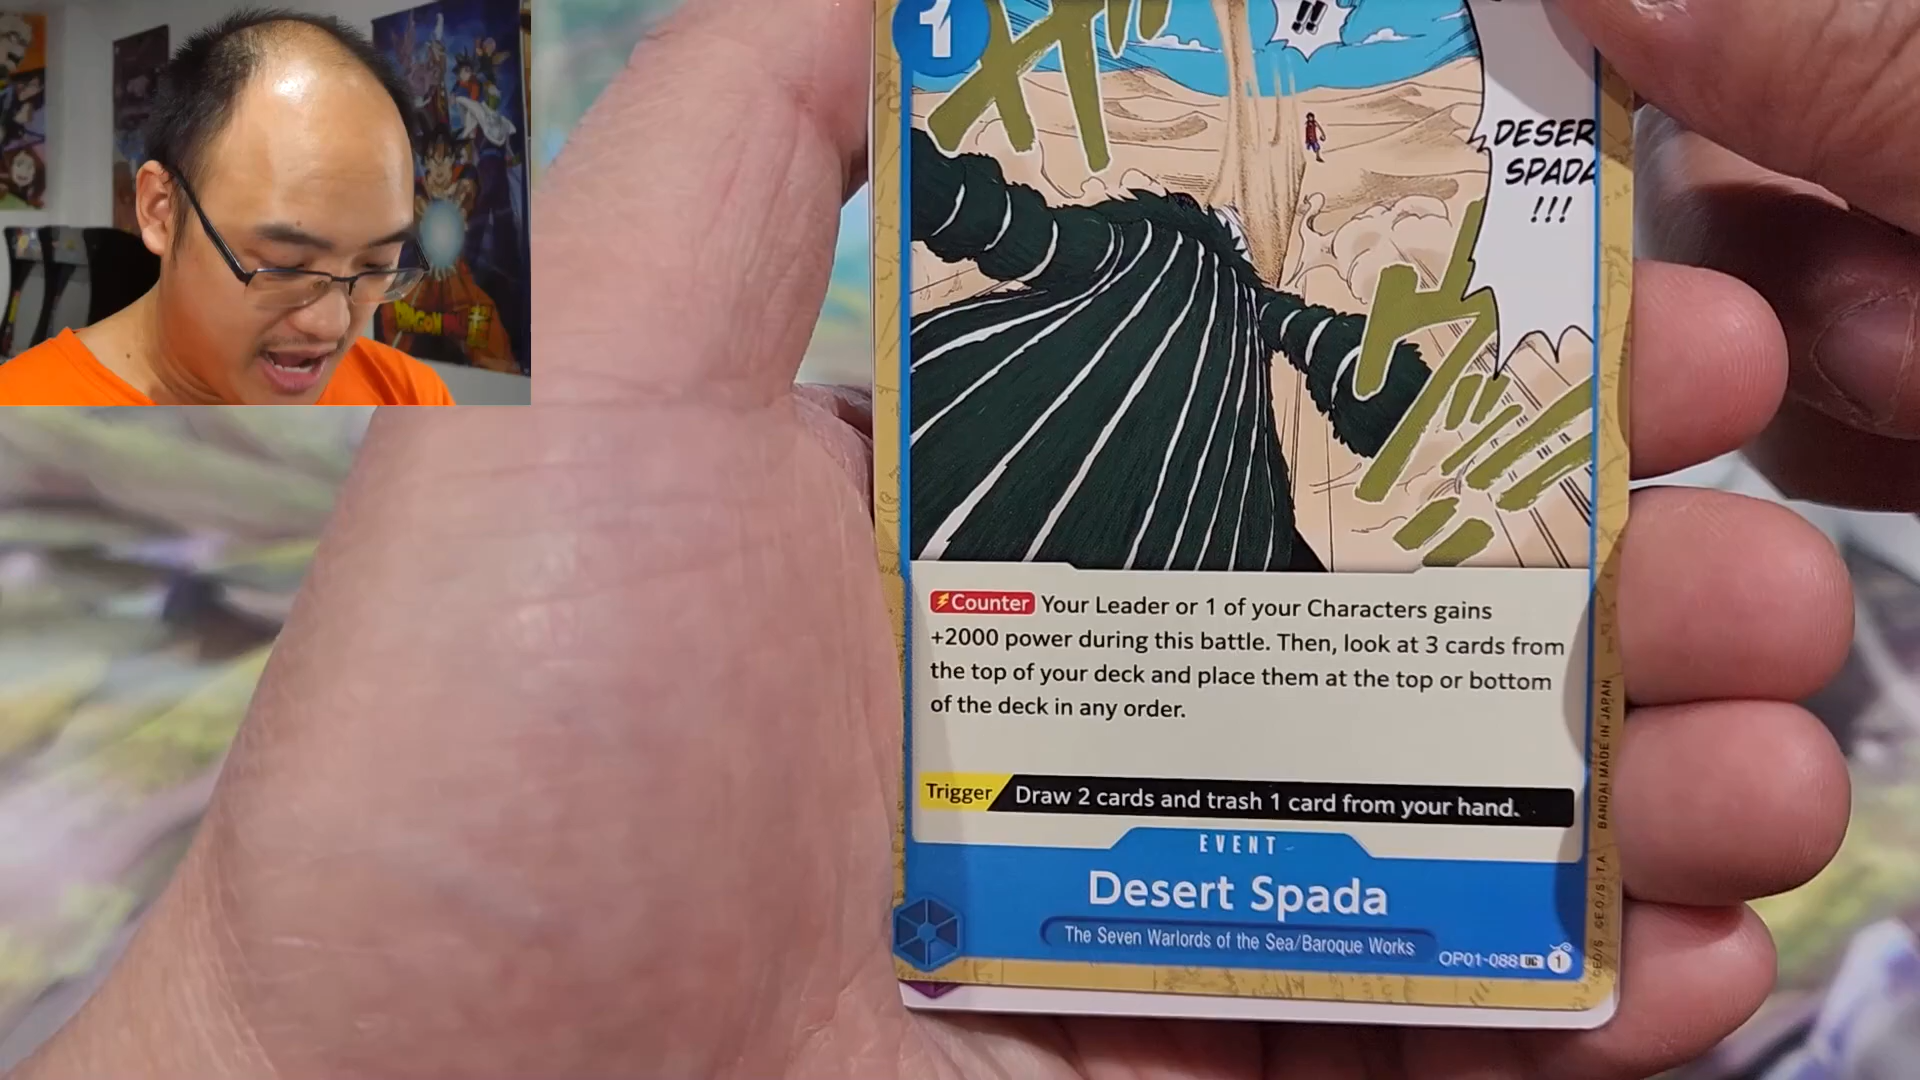 1
!!
DESER
SPADA
!!!
Counter Your Leader or 1 of your Characters gains
+2000 power during this battle. Then, look at 3 cards from
the top of your deck and place them at the top or bottom
of the deck in any order.
Trigger Draw 2 cards and trash 1 card from your hand.
EVENT
Desert Spada
The Seven Warlords of the Sea/Baroque Works
OP01-088 UC 1
BANDAI MADE IN JAPAN
©E.O./S., T.A.
DRAGON BALL